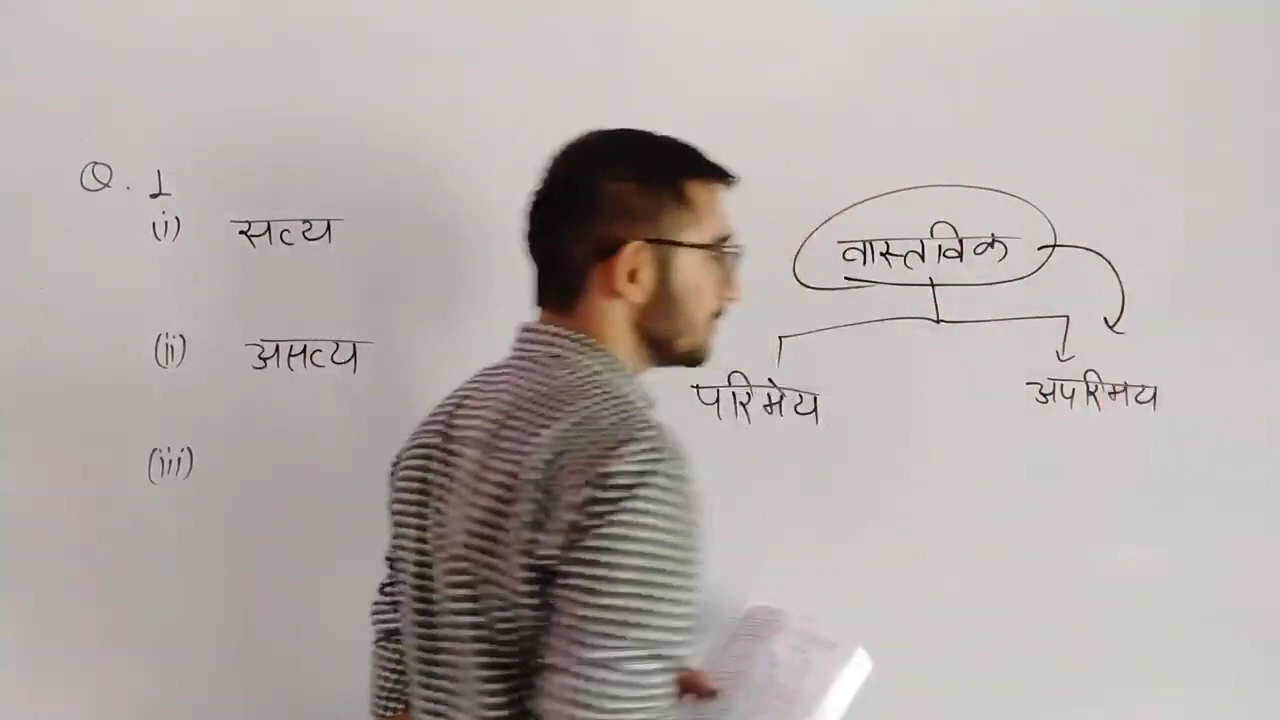 Q. 1
(i) सत्य
(ii) असत्य
(iii)
वास्तविक
परिमेय अपरिमेय